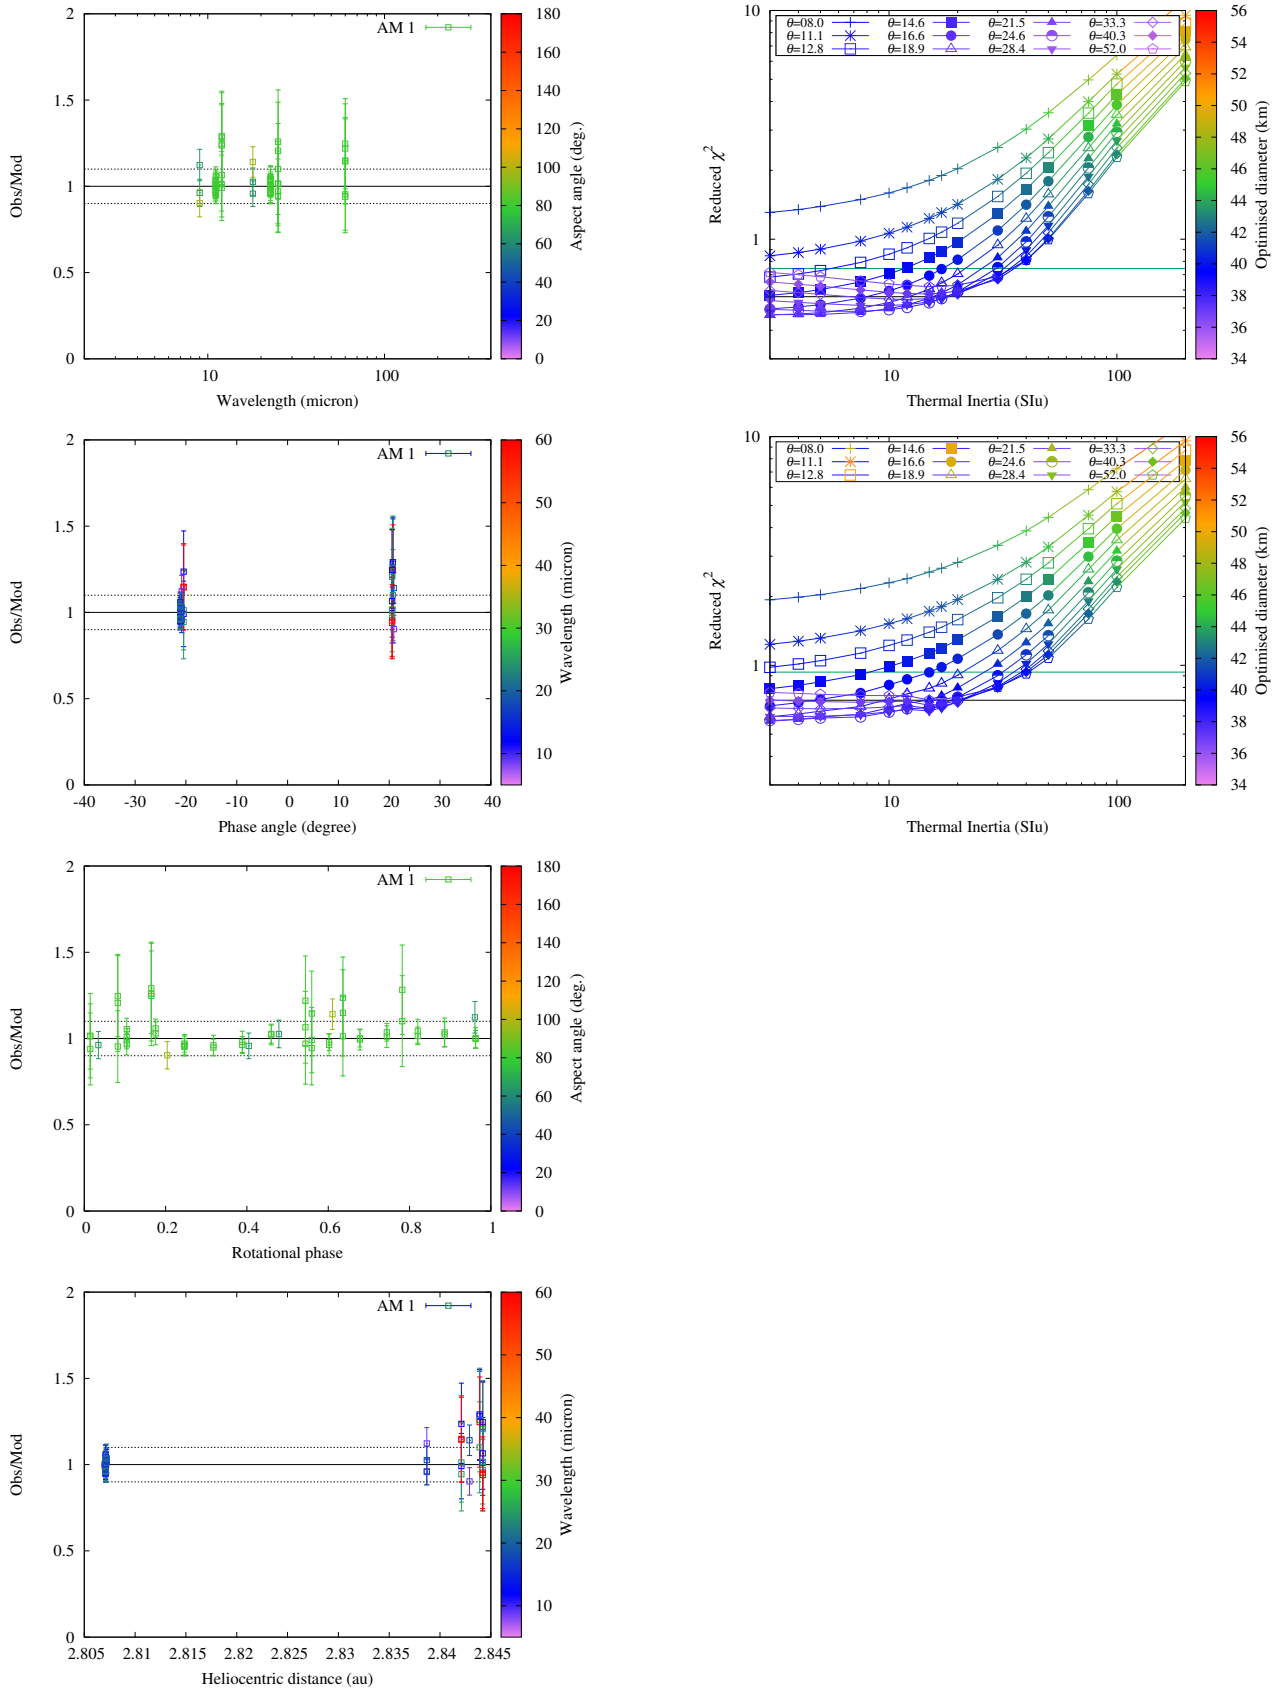 AM 1
Obs/Mod
2
1.5
1
0.5
0
10 100
Wavelength (micron)
180
160
140
120
100
80
60
40
20
0
Aspect angle (deg.)
θ=08.0 θ=14.6 θ=21.5 θ=33.3
θ=11.1 θ=16.6 θ=24.6 θ=40.3
θ=12.8 θ=18.9 θ=28.4 θ=52.0
Reduced χ²
10
1
10 100
Thermal Inertia (SIu)
56
54
52
50
48
46
44
42
40
38
36
34
Optimised diameter (km)
AM 1
Obs/Mod
2
1.5
1
0.5
0
-40 -30 -20 -10 0 10 20 30 40
Phase angle (degree)
60
50
40
30
20
10
Wavelength (micron)
θ=08.0 θ=14.6 θ=21.5 θ=33.3
θ=11.1 θ=16.6 θ=24.6 θ=40.3
θ=12.8 θ=18.9 θ=28.4 θ=52.0
Reduced χ²
10
1
10 100
Thermal Inertia (SIu)
56
54
52
50
48
46
44
42
40
38
36
34
Optimised diameter (km)
AM 1
Obs/Mod
2
1.5
1
0.5
0
0 0.2 0.4 0.6 0.8 1
Rotational phase
180
160
140
120
100
80
60
40
20
0
Aspect angle (deg.)
AM 1
Obs/Mod
2
1.5
1
0.5
0
2.805 2.81 2.815 2.82 2.825 2.83 2.835 2.84 2.845
Heliocentric distance (au)
60
50
40
30
20
10
Wavelength (micron)